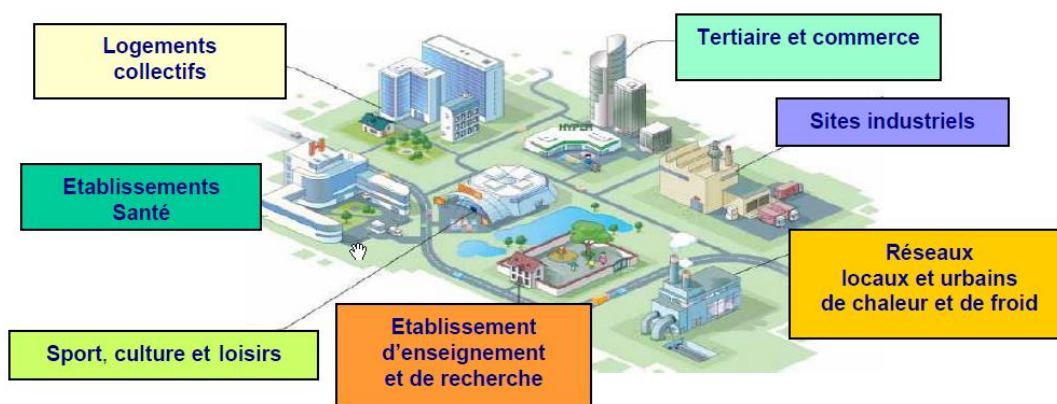 Logements
collectifs
Tertiaire et commerce
Sites industriels
Etablissements
Santé
HYPER
H
Réseaux
locaux et urbains
de chaleur et de froid
Sport, culture et loisirs
Etablissement
d’enseignement
et de recherche